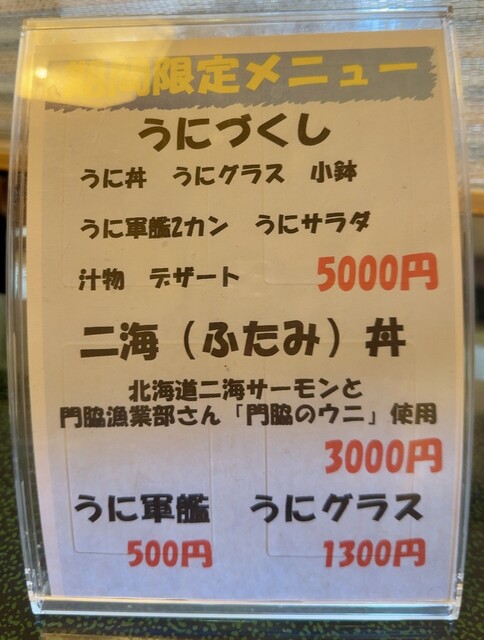 期間限定メニュー
うにづくし
うに丼　うにグラス　小鉢
うに軍艦2カン　うにサラダ
汁物　デザート　5000円
二海（ふたみ）丼
北海道二海サーモンと
門脇漁業部さん「門脇のウニ」使用
3000円
うに軍艦　うにグラス
500円　1300円